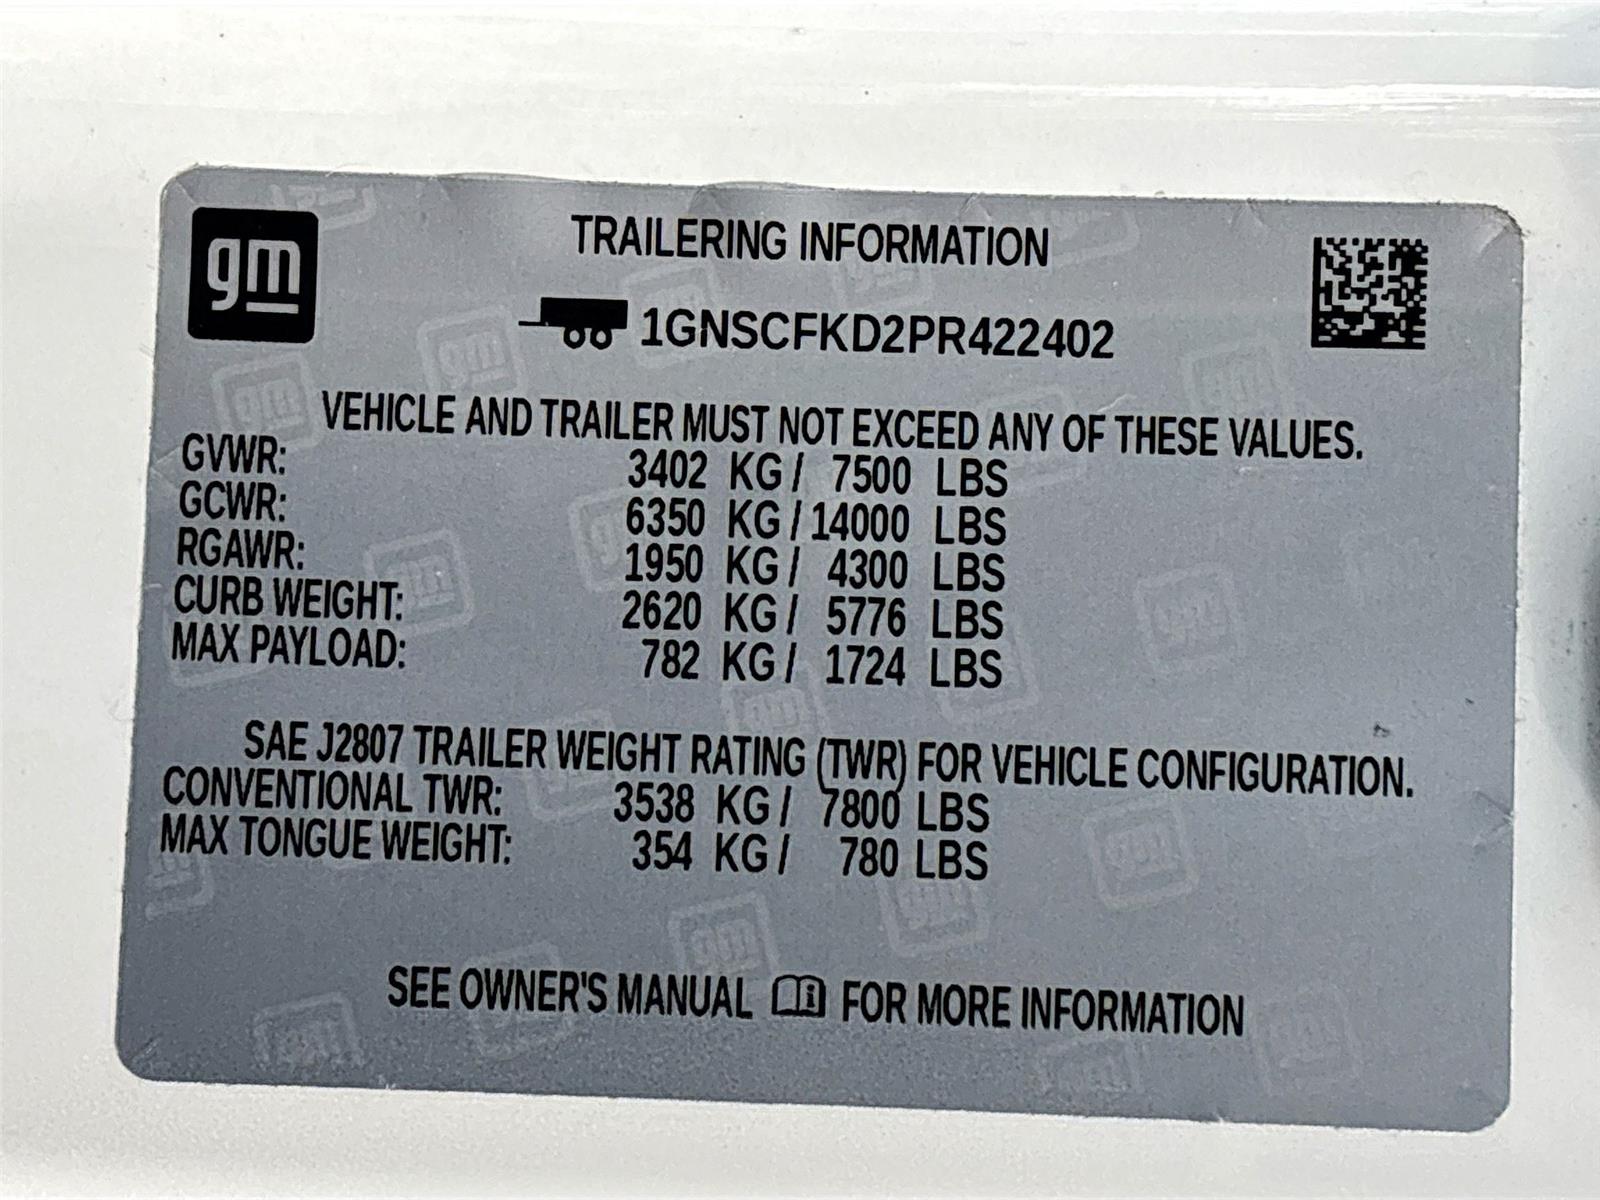 gm
TRAILERING INFORMATION
1GNSCFKD2PR422402
VEHICLE AND TRAILER MUST NOT EXCEED ANY OF THESE VALUES.
GVWR: 3402 KG / 7500 LBS
GCWR: 6350 KG / 14000 LBS
RGAWR: 1950 KG / 4300 LBS
CURB WEIGHT: 2620 KG / 5776 LBS
MAX PAYLOAD: 782 KG / 1724 LBS
SAE J2807 TRAILER WEIGHT RATING (TWR) FOR VEHICLE CONFIGURATION.
CONVENTIONAL TWR: 3538 KG / 7800 LBS
MAX TONGUE WEIGHT: 354 KG / 780 LBS
SEE OWNER'S MANUAL FOR MORE INFORMATION